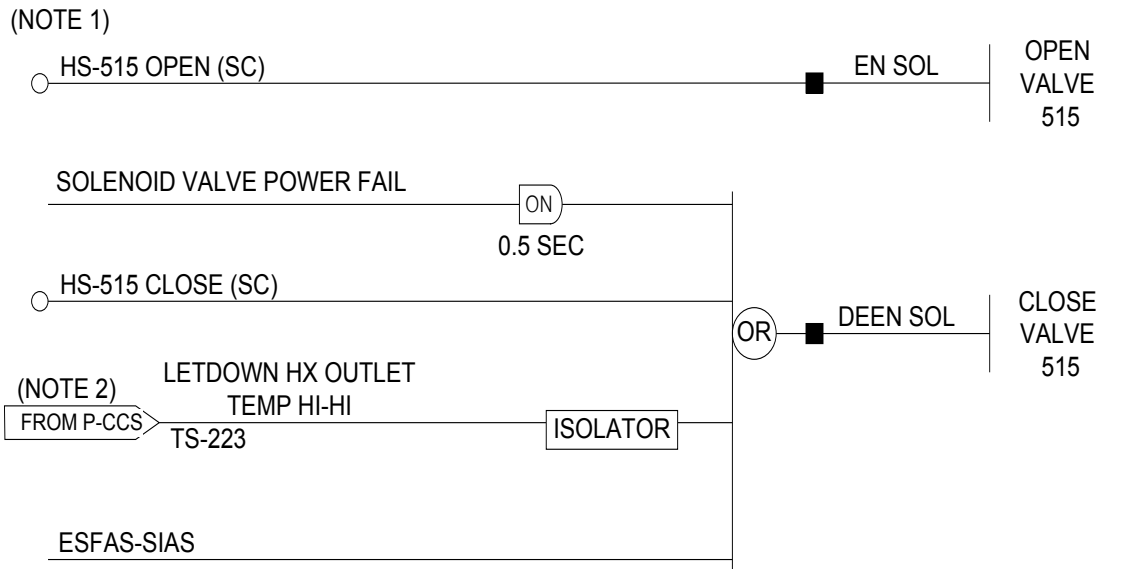 (NOTE 1)
HS-515 OPEN (SC)
EN SOL
OPEN
VALVE
515
SOLENOID VALVE POWER FAIL
ON
0.5 SEC
HS-515 CLOSE (SC)
OR
DEEN SOL
CLOSE
VALVE
515
(NOTE 2)
FROM P-CCS
LETDOWN HX OUTLET
TEMP HI-HI
TS-223
ISOLATOR
ESFAS-SIAS